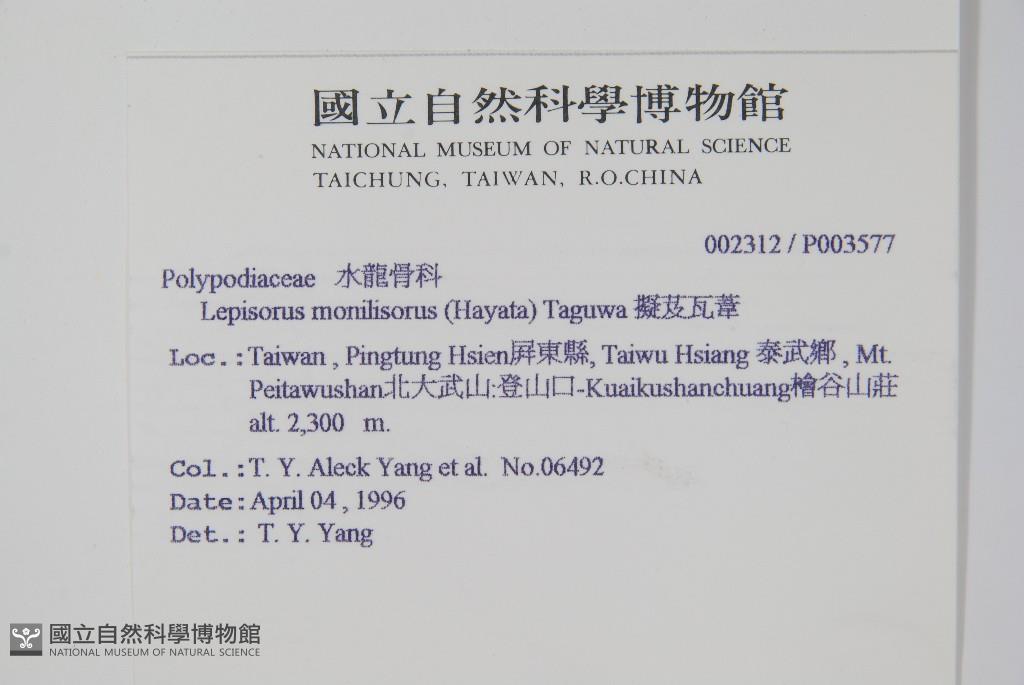 國立自然科學博物館
NATIONAL MUSEUM OF NATURAL SCIENCE
TAICHUNG, TAIWAN, R.O.CHINA
002312 / P003577
Polypodiaceae 水龍骨科
Lepisorus monilisorus (Hayata) Taguwa 擬芨瓦葦
Loc.: Taiwan , Pingtung Hsien屏東縣, Taiwu Hsiang 泰武鄉 , Mt.
Peitawushan北大武山:登山口-Kuaikushanchuang檜谷山莊
alt. 2,300 m.
Col.: T. Y. Aleck Yang et al. No.06492
Date: April 04 , 1996
Det.: T. Y. Yang
國立自然科學博物館
NATIONAL MUSEUM OF NATURAL SCIENCE